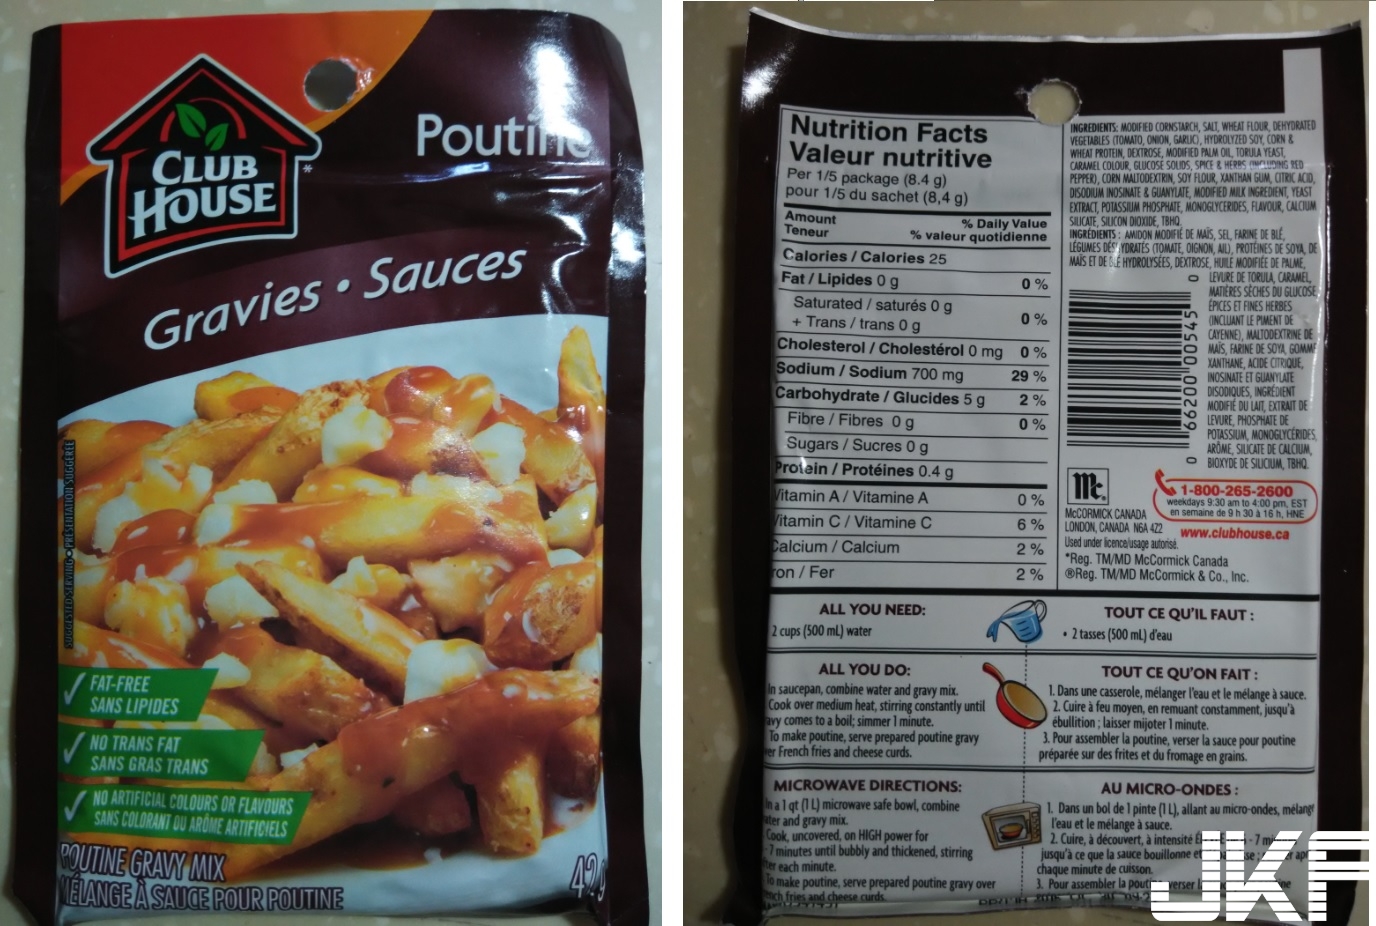 CLUB
HOUSE
*
Poutine
Gravies • Sauces
SUGGESTED SERVING • PRÉSENTATION SUGGÉRÉE
FAT-FREE
SANS LIPIDES
NO TRANS FAT
SANS GRAS TRANS
NO ARTIFICIAL COLOURS OR FLAVOURS
SANS COLORANT OU ARÔME ARTIFICIELS
POUTINE GRAVY MIX
MÉLANGE À SAUCE POUR POUTINE
42 g
Nutrition Facts
Valeur nutritive
Per 1/5 package (8.4 g)
pour 1/5 du sachet (8,4 g)
Amount % Daily Value
Teneur % valeur quotidienne
Calories / Calories 25
Fat / Lipides 0 g 0 %
Saturated / saturés 0 g
+ Trans / trans 0 g 0 %
Cholesterol / Cholestérol 0 mg 0 %
Sodium / Sodium 700 mg 29 %
Carbohydrate / Glucides 5 g 2 %
Fibre / Fibres 0 g 0 %
Sugars / Sucres 0 g
Protein / Protéines 0.4 g
Vitamin A / Vitamine A 0 %
Vitamin C / Vitamine C 6 %
Calcium / Calcium 2 %
ron / Fer 2 %
INGREDIENTS: MODIFIED CORNSTARCH, SALT, WHEAT FLOUR, DEHYDRATED
VEGETABLES (TOMATO, ONION, GARLIC), HYDROLYZED SOY, CORN &
WHEAT PROTEIN, DEXTROSE, MODIFIED PALM OIL, TORULA YEAST,
CARAMEL COLOUR, GLUCOSE SOLIDS, SPICE & HERBS (INCLUDING RED
PEPPER), CORN MALTODEXTRIN, SOY FLOUR, XANTHAN GUM, CITRIC ACID,
DISODIUM INOSINATE & GUANYLATE, MODIFIED MILK INGREDIENT, YEAST
EXTRACT, POTASSIUM PHOSPHATE, MONOGLYCERIDES, FLAVOUR, CALCIUM
SILICATE, SILICON DIOXIDE, TBHQ.
INGRÉDIENTS : AMIDON MODIFIÉ DE MAÏS, SEL, FARINE DE BLÉ,
LÉGUMES DÉSHYDRATÉS (TOMATE, OIGNON, AIL), PROTÉINES DE SOYA, DE
MAÏS ET DE BLÉ HYDROLYSÉES, DEXTROSE, HUILE MODIFIÉE DE PALME,
LEVURE DE TORULA, CARAMEL,
MATIÈRES SÈCHES DU GLUCOSE,
ÉPICES ET FINES HERBES
(INCLUANT LE PIMENT DE
CAYENNE), MALTODEXTRINE DE
MAÏS, FARINE DE SOYA, GOMME
XANTHANE, ACIDE CITRIQUE,
INOSINATE ET GUANYLATE
DISODIQUES, INGRÉDIENT
MODIFIÉ DU LAIT, EXTRAIT DE
LEVURE, PHOSPHATE DE
POTASSIUM, MONOGLYCÉRIDES,
ARÔME, SILICATE DE CALCIUM,
BIOXYDE DE SILICIUM, TBHQ.
0 66200 00545 0
Mc
McCORMICK CANADA
LONDON, CANADA N6A 4Z2
Used under licence/usage autorisé.
1-800-265-2600
weekdays 9:30 am to 4:00 pm, EST
en semaine de 9 h 30 à 16 h, HNE
www.clubhouse.ca
*Reg. TM/MD McCormick Canada
®Reg. TM/MD McCormick & Co., Inc.
ALL YOU NEED:
2 cups (500 mL) water
TOUT CE QU'IL FAUT :
• 2 tasses (500 mL) d'eau
ALL YOU DO:
In saucepan, combine water and gravy mix.
Cook over medium heat, stirring constantly until
avy comes to a boil; simmer 1 minute.
To make poutine, serve prepared poutine gravy
ver French fries and cheese curds.
TOUT CE QU'ON FAIT :
1. Dans une casserole, mélanger l'eau et le mélange à sauce.
2. Cuire à feu moyen, en remuant constamment, jusqu'à
ébullition ; laisser mijoter 1 minute.
3. Pour assembler la poutine, verser la sauce pour poutine
préparée sur des frites et du fromage en grains.
MICROWAVE DIRECTIONS:
In a 1 qt (1 L) microwave safe bowl, combine
ater and gravy mix.
Cook, uncovered, on HIGH power for
- 7 minutes until bubbly and thickened, stirring
ter each minute.
To make poutine, serve prepared poutine gravy over
nch fries and cheese curds.
AU MICRO-ONDES :
1. Dans un bol de 1 pinte (1 L), allant au micro-ondes, mélang
l'eau et le mélange à sauce.
2. Cuire, à découvert, à intensité - 7
jusqu'à ce que la sauce bouillonne et
chaque minute de cuisson.
3. Pour assembler la poutine, verser
JKF